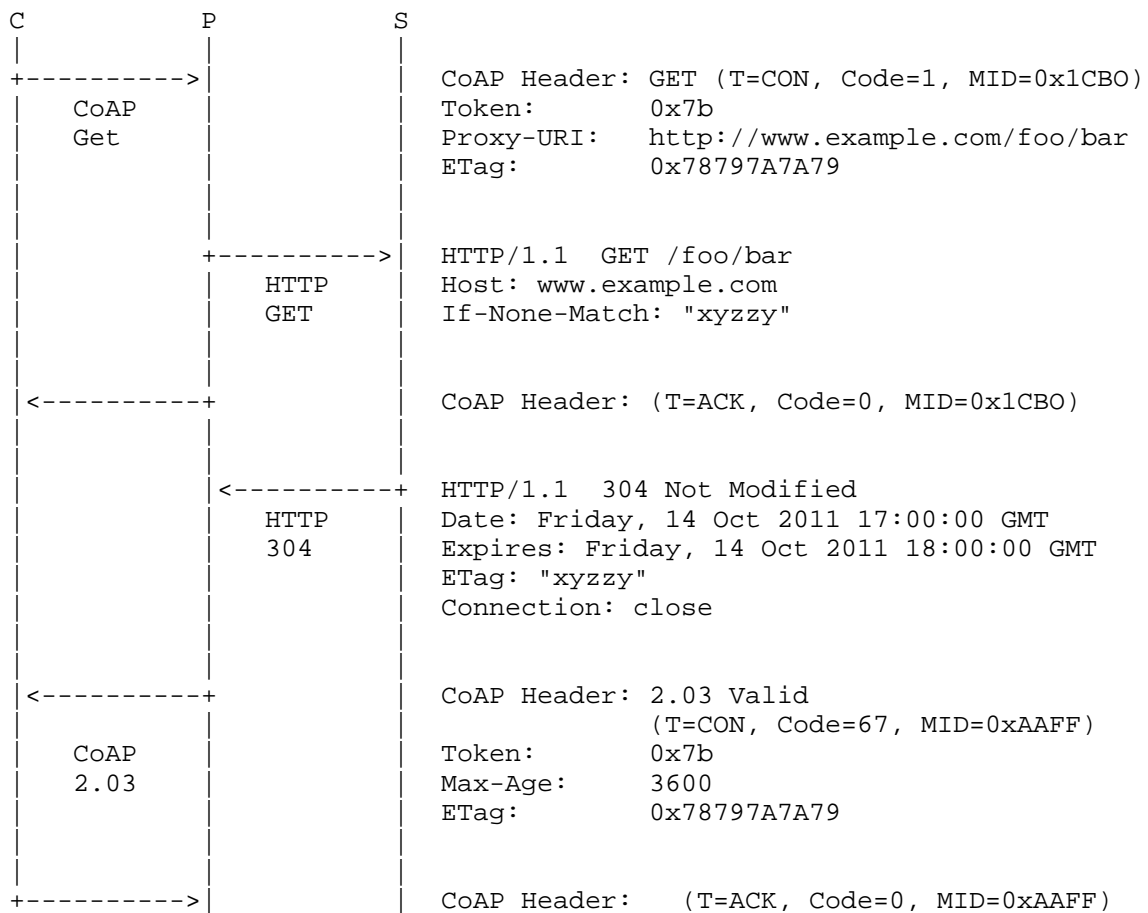 C P S
+----------->| CoAP Header: GET (T=CON, Code=1, MID=0x1CBO)
CoAP Token: 0x7b
Get Proxy-URI: http://www.example.com/foo/bar
ETag: 0x78797A7A79
+----------> HTTP/1.1 GET /foo/bar
HTTP Host: www.example.com
GET If-None-Match: "xyzzy"
<----------+ CoAP Header: (T=ACK, Code=0, MID=0x1CBO)
<----------+ HTTP/1.1 304 Not Modified
HTTP Date: Friday, 14 Oct 2011 17:00:00 GMT
304 Expires: Friday, 14 Oct 2011 18:00:00 GMT
ETag: "xyzzy"
Connection: close
<----------+ CoAP Header: 2.03 Valid
(T=CON, Code=67, MID=0xAAFF)
CoAP Token: 0x7b
2.03 Max-Age: 3600
ETag: 0x78797A7A79
+----------->| CoAP Header: (T=ACK, Code=0, MID=0xAAFF)